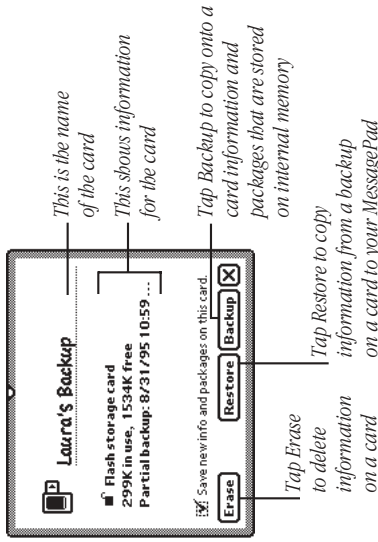 Laura's Backup
Flash storage card
299K in use, 1534K free
Partial backup: 8/31/95 10:59...
Save new info and packages on this card.
Erase
Restore
Backup
This is the name
of the card
This shows information
for the card
Tap Backup to copy onto a
card information and
packages that are stored
on internal memory
Tap Restore to copy
information from a backup
on a card to your MessagePad
Tap Erase
to delete
information
on a card